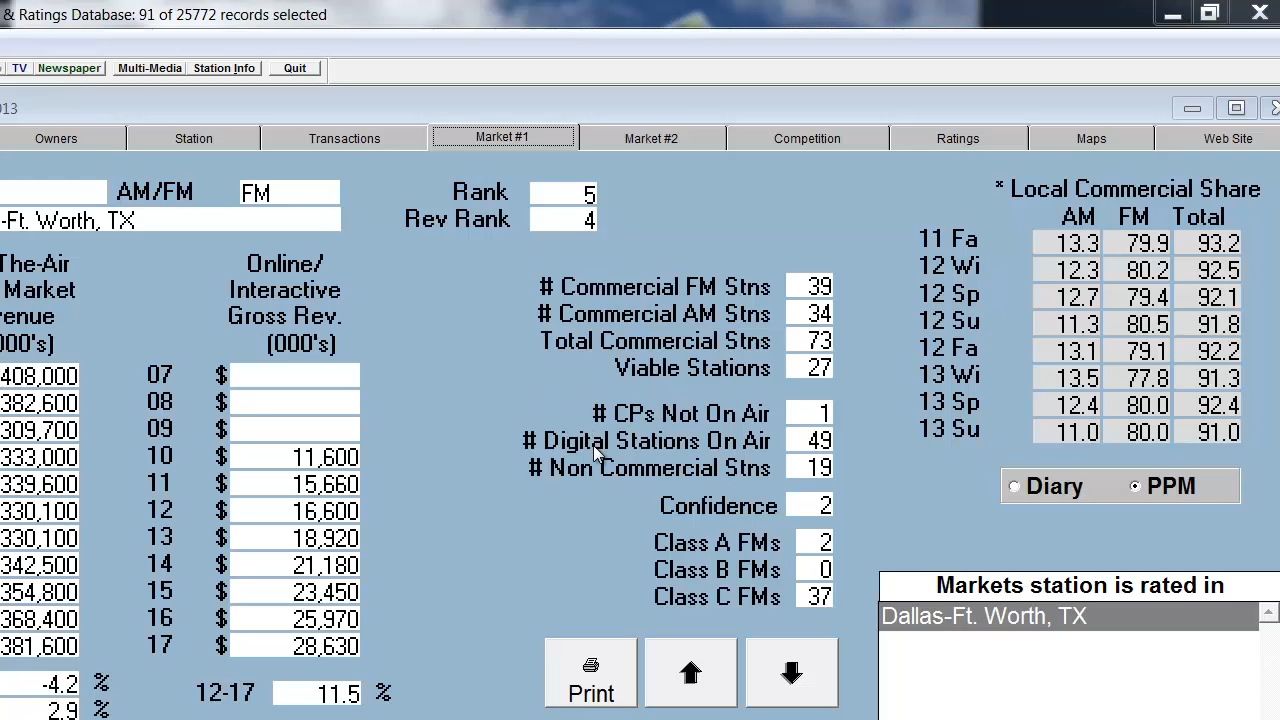 & Ratings Database: 91 of 25772 records selected
TV Newspaper Multi-Media Station Info Quit
013
Owners Station Transactions Market #1 Market #2 Competition Ratings Maps Web Site
AM/FM FM Rank 5
-Ft. Worth, TX Rev Rank 4
* Local Commercial Share
AM FM Total
11 Fa 13.3 79.9 93.2
12 Wi 12.3 80.2 92.5
12 Sp 12.7 79.4 92.1
12 Su 11.3 80.5 91.8
12 Fa 13.1 79.1 92.2
13 Wi 13.5 77.8 91.3
13 Sp 12.4 80.0 92.4
13 Su 11.0 80.0 91.0
Diary PPM
The-Air
Market
enue
000's)
Online/
Interactive
Gross Rev.
(000's)
408,000 07 $
382,600 08 $
309,700 09 $
333,000 10 $ 11,600
339,600 11 $ 15,660
330,100 12 $ 16,600
330,100 13 $ 18,920
342,500 14 $ 21,180
354,800 15 $ 23,450
368,400 16 $ 25,970
381,600 17 $ 28,630
-4.2 % 12-17 11.5 %
2.9 %
# Commercial FM Stns 39
# Commercial AM Stns 34
Total Commercial Stns 73
Viable Stations 27
# CPs Not On Air 1
# Digital Stations On Air 49
# Non Commercial Stns 19
Confidence 2
Class A FMs 2
Class B FMs 0
Class C FMs 37
Print
Markets station is rated in
Dallas-Ft. Worth, TX